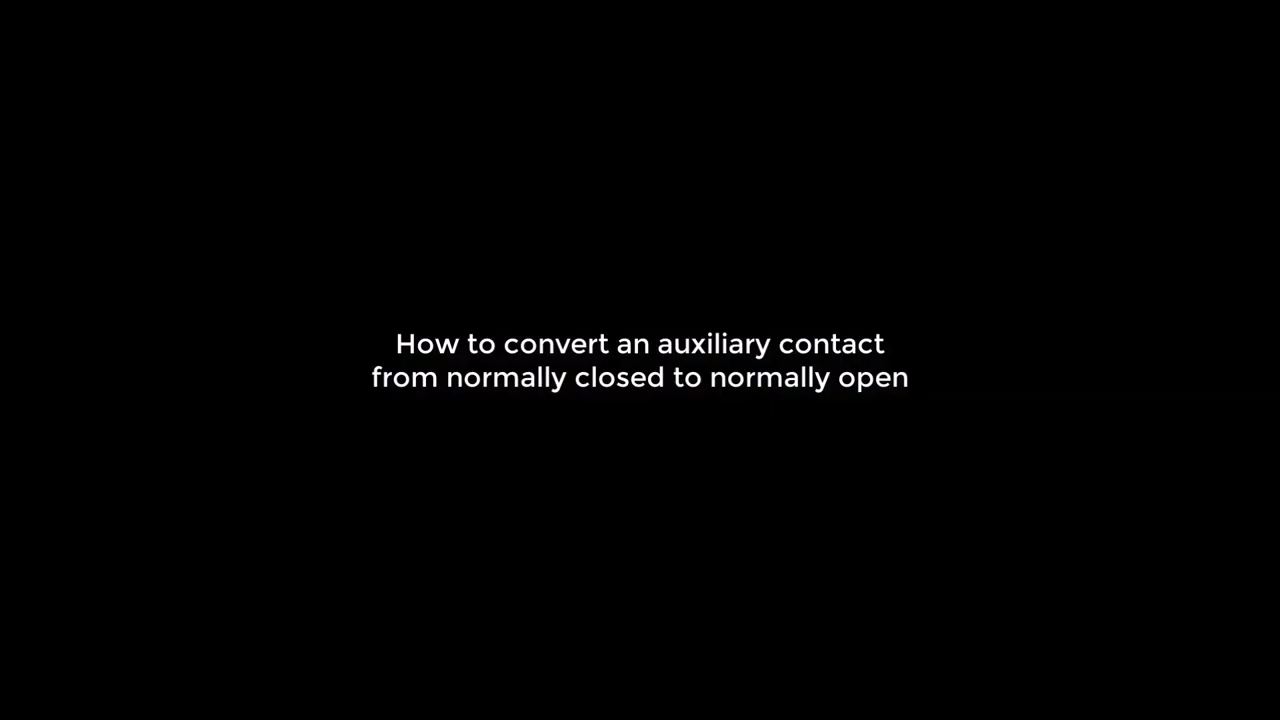 How to convert an auxiliary contact
from normally closed to normally open